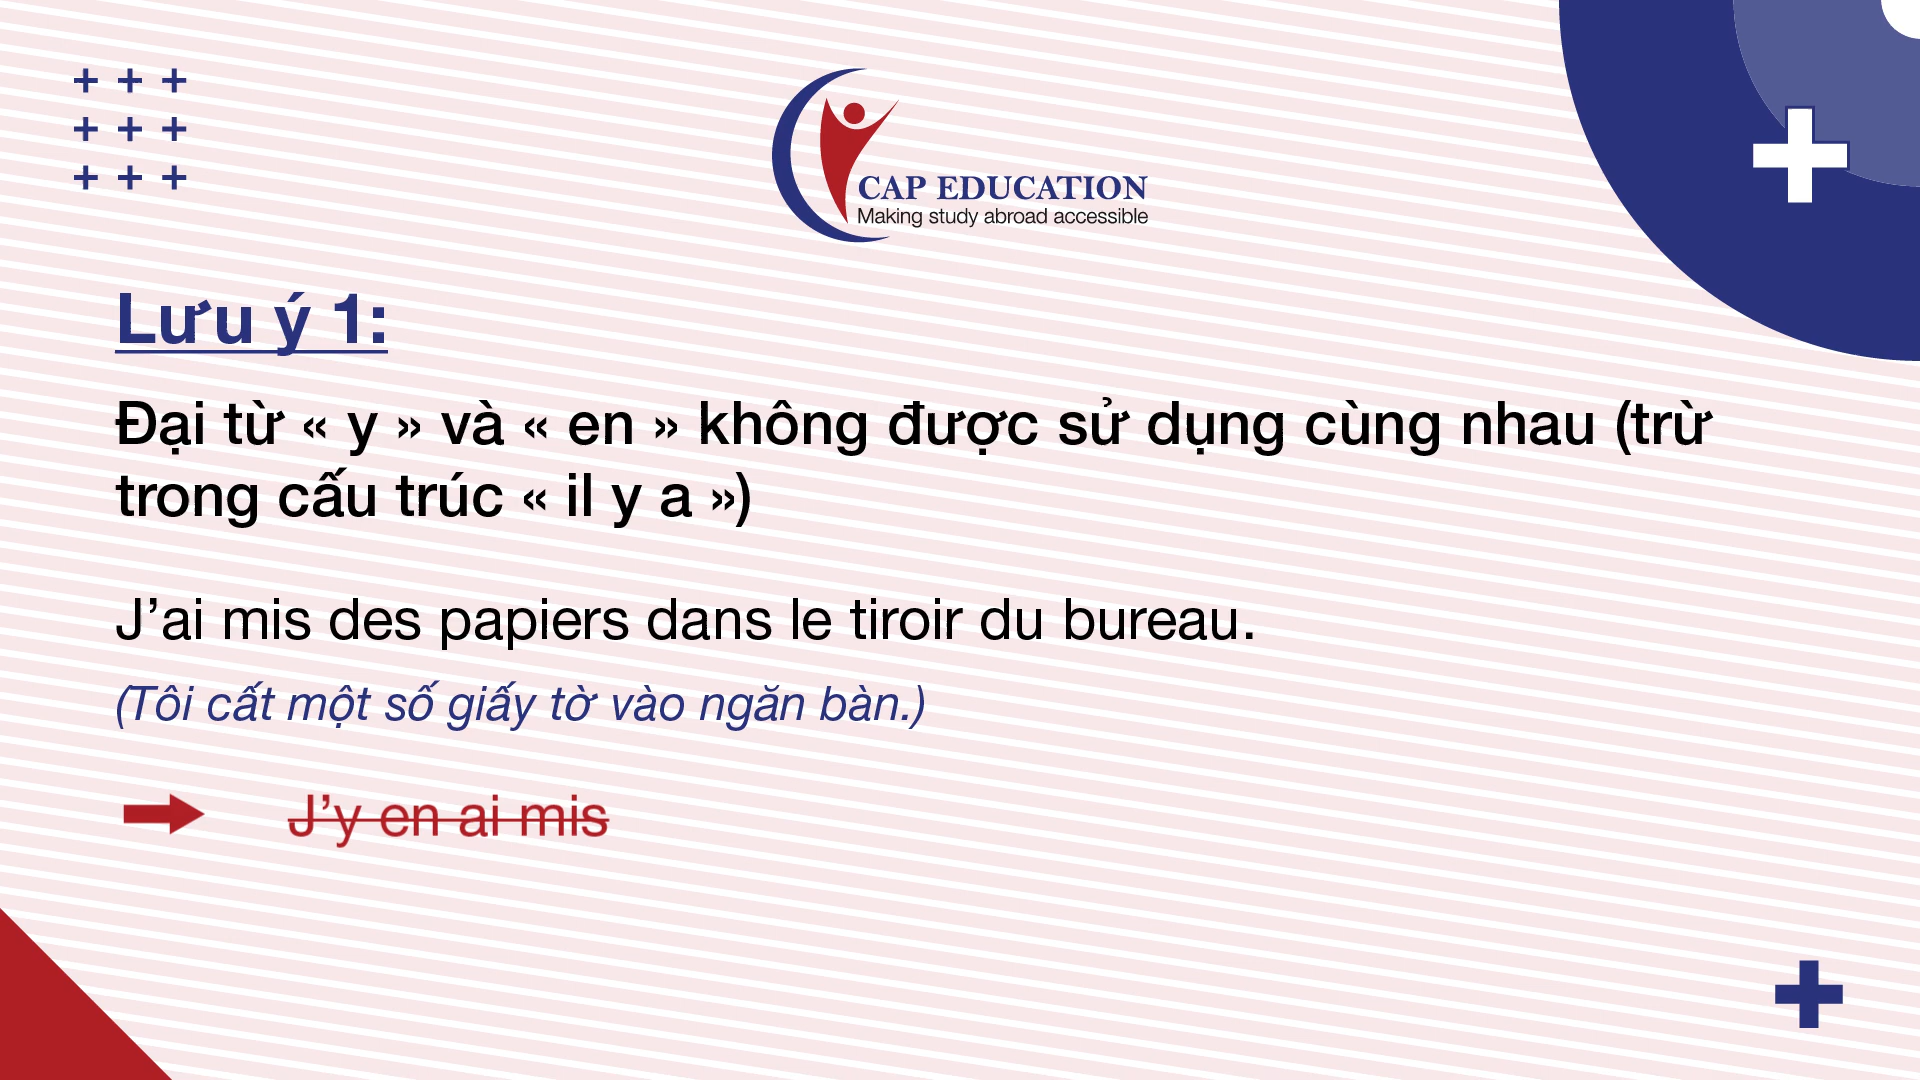 CAP EDUCATION
Making study abroad accessible
Lưu ý 1:
Đại từ « y » và « en » không được sử dụng cùng nhau (trừ
trong cấu trúc « il y a »)
J’ai mis des papiers dans le tiroir du bureau.
(Tôi cất một số giấy tờ vào ngăn bàn.)
J’y en ai mis